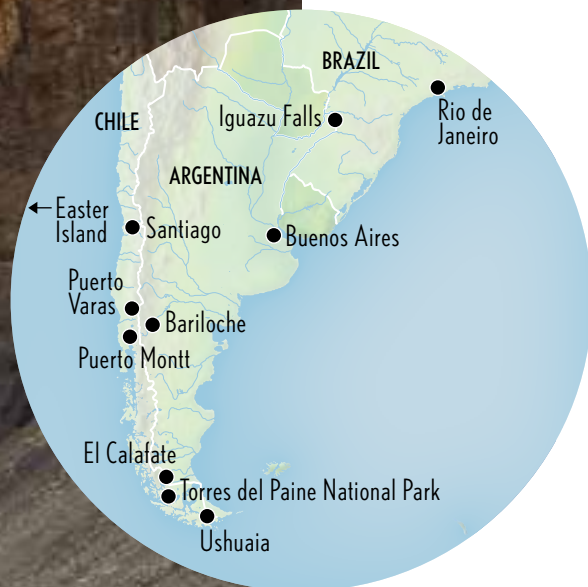 BRAZIL
Iguazu Falls
Rio de
Janeiro
CHILE
ARGENTINA
Easter
Island
Santiago
Buenos Aires
Puerto
Varas
Bariloche
Puerto Montt
El Calafate
Torres del Paine National Park
Ushuaia